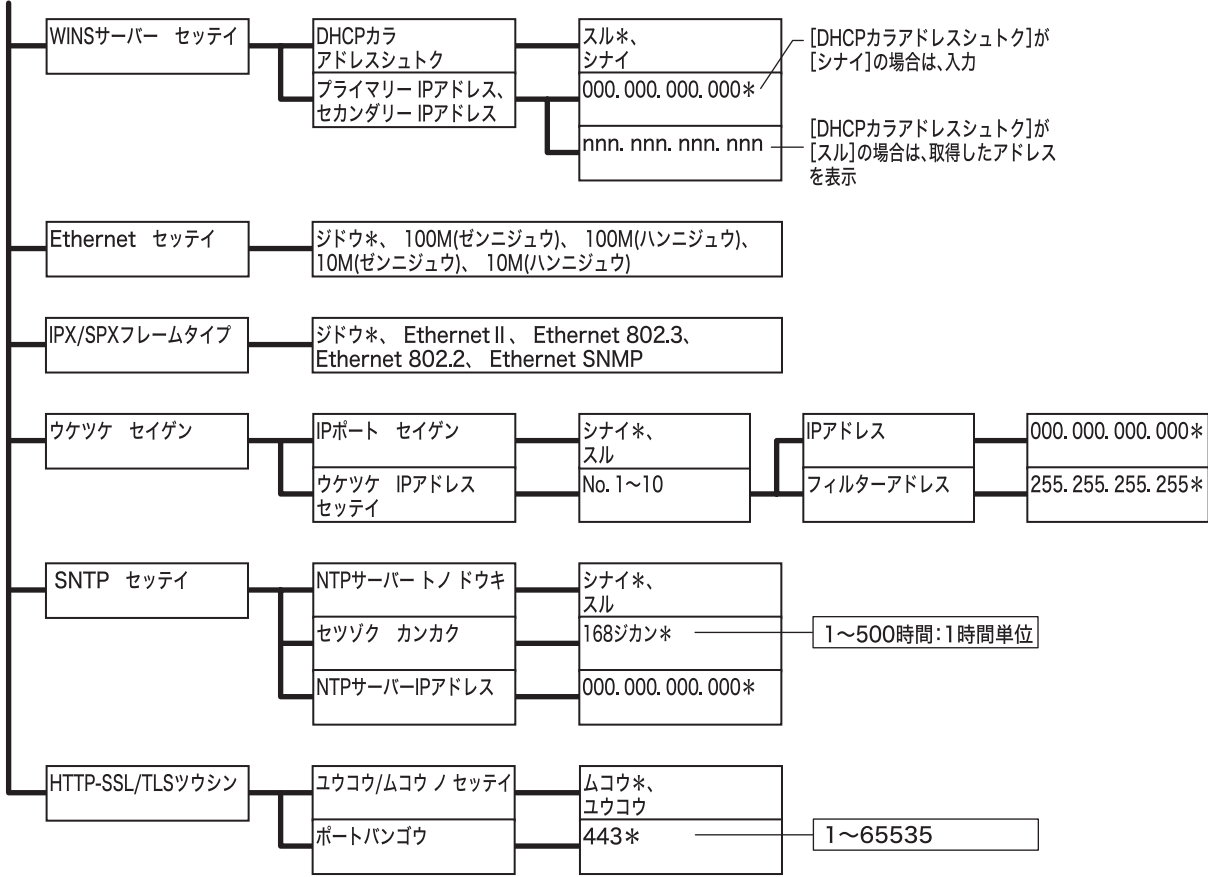 WINSサーバー セッテイ
DHCPカラ
アドレスシュトク
スル＊、
シナイ
[DHCPカラアドレスシュトク]が
[シナイ]の場合は、入力
プライマリー IPアドレス、
セカンダリー IPアドレス
000. 000. 000. 000＊
nnn. nnn. nnn. nnn
[DHCPカラアドレスシュトク]が
[スル]の場合は、取得したアドレス
を表示
Ethernet セッテイ
ジドウ＊、 100M(ゼンニジュウ)、 100M(ハンニジュウ)、
10M(ゼンニジュウ)、 10M(ハンニジュウ)
IPX/SPXフレームタイプ
ジドウ＊、 EthernetⅡ、 Ethernet 802.3、
Ethernet 802.2、 Ethernet SNMP
ウケツケ セイゲン
IPポート セイゲン
シナイ＊、
スル
ウケツケ IPアドレス
セッテイ
No. 1〜10
IPアドレス
000. 000. 000. 000＊
フィルターアドレス
255. 255. 255. 255＊
SNTP セッテイ
NTPサーバー トノ ドウキ
シナイ＊、
スル
セツゾク カンカク
168ジカン＊
1〜500時間：1時間単位
NTPサーバーIPアドレス
000. 000. 000. 000＊
HTTP-SSL/TLSツウシン
ユウコウ/ムコウ ノ セッテイ
ムコウ＊、
ユウコウ
ポートバンゴウ
443＊
1〜65535